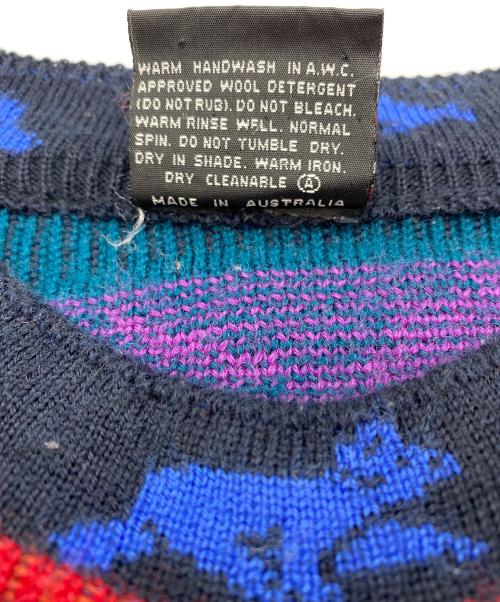 WARM HANDWASH IN A.W.C.
APPROVED WOOL DETERGENT
(DO NOT RUB). DO NOT BLEACH.
WARM RINSE WELL. NORMAL
SPIN. DO NOT TUMBLE DRY.
DRY IN SHADE. WARM IRON.
DRY CLEANABLE Ⓐ
MADE IN AUSTRALIA